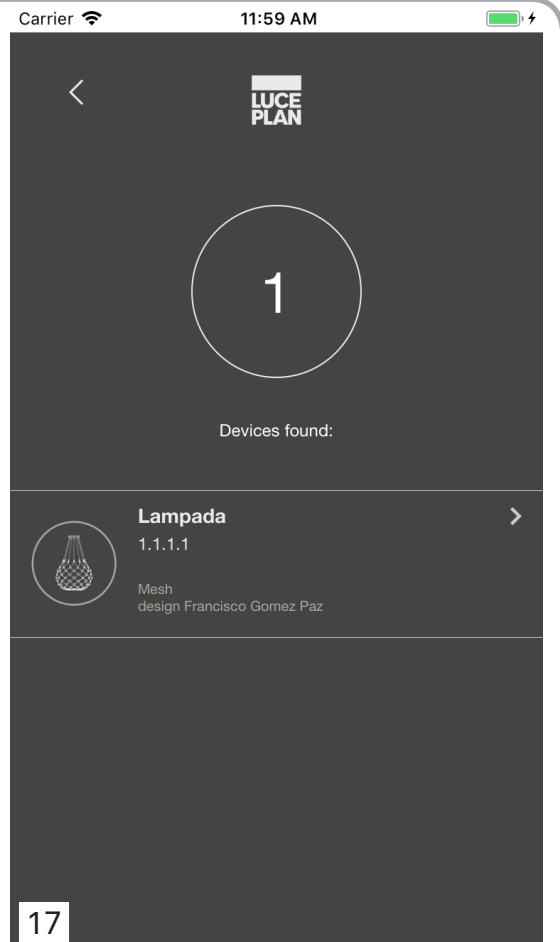 Carrier 11:59 AM
LUCE
PLAN
1
Devices found:
Lampada
1.1.1.1
Mesh
design Francisco Gomez Paz
17